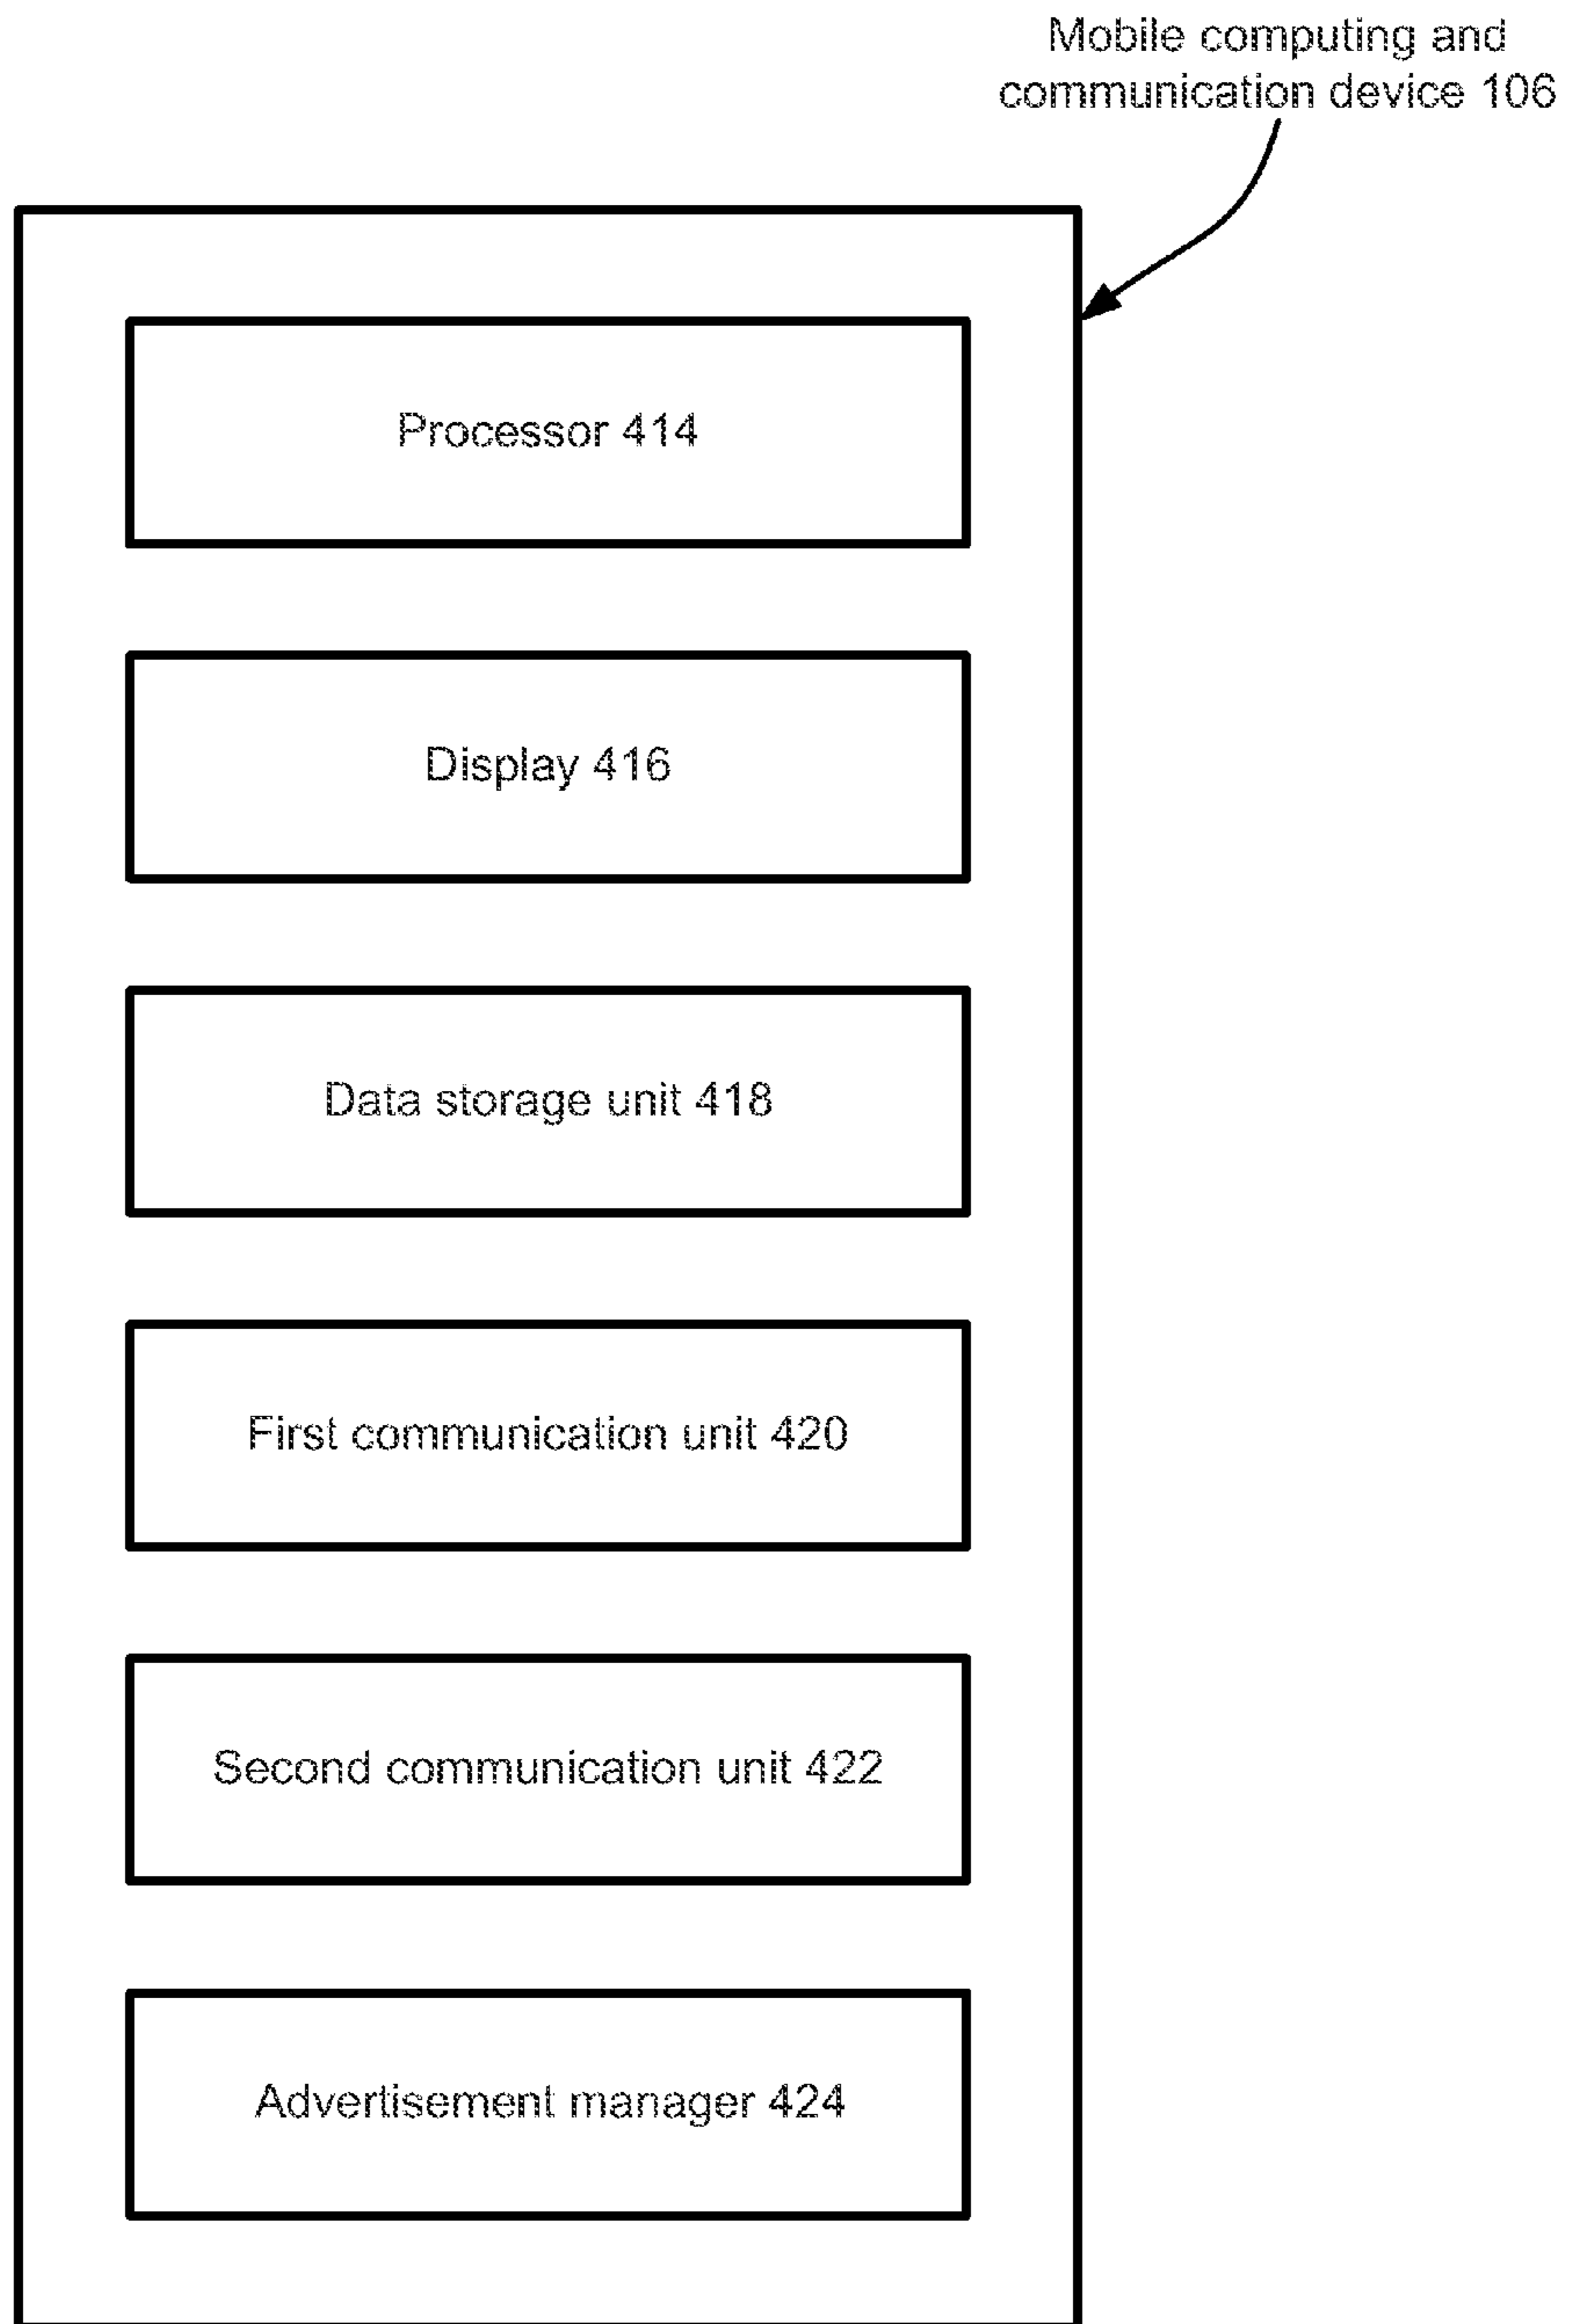 Mobile computing and
communication device 106
Processor 414
Display 416
Data storage unit 418
First communication unit 420
Second communication unit 422
Advertisement manager 424